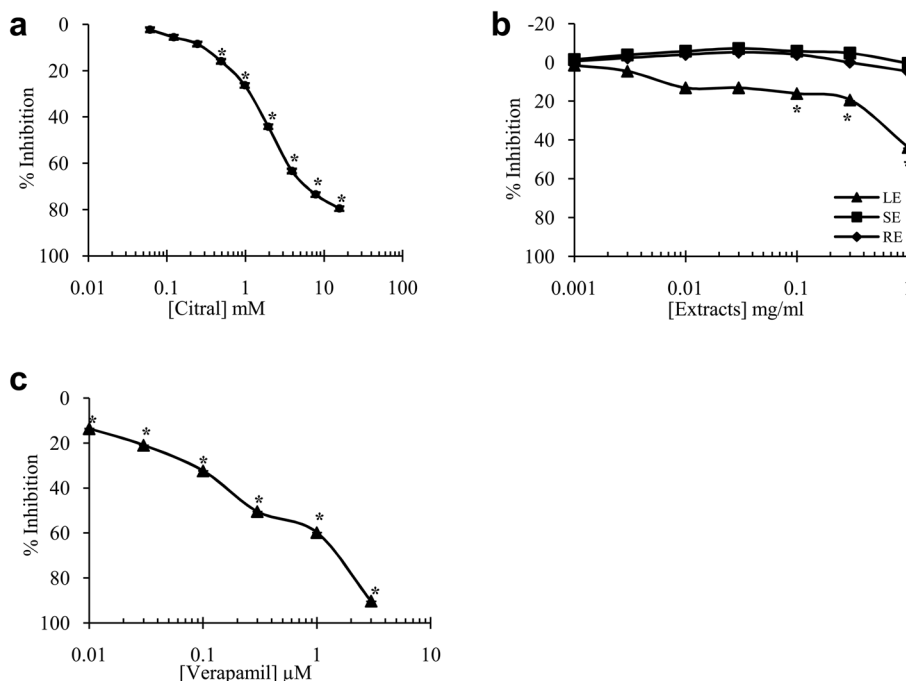 a
0
20
40
60
80
100
% Inhibition
* * * * * *
0.01 0.1 1 10 100
[Citral] mM
b
-20
0
20
40
60
80
100
% Inhibition
* *
LE
SE
RE
0.001 0.01 0.1
[Extracts] mg/ml
c
0
20
40
60
80
100
% Inhibition
* * * * * *
0.01 0.1 1 10
[Verapamil] µM